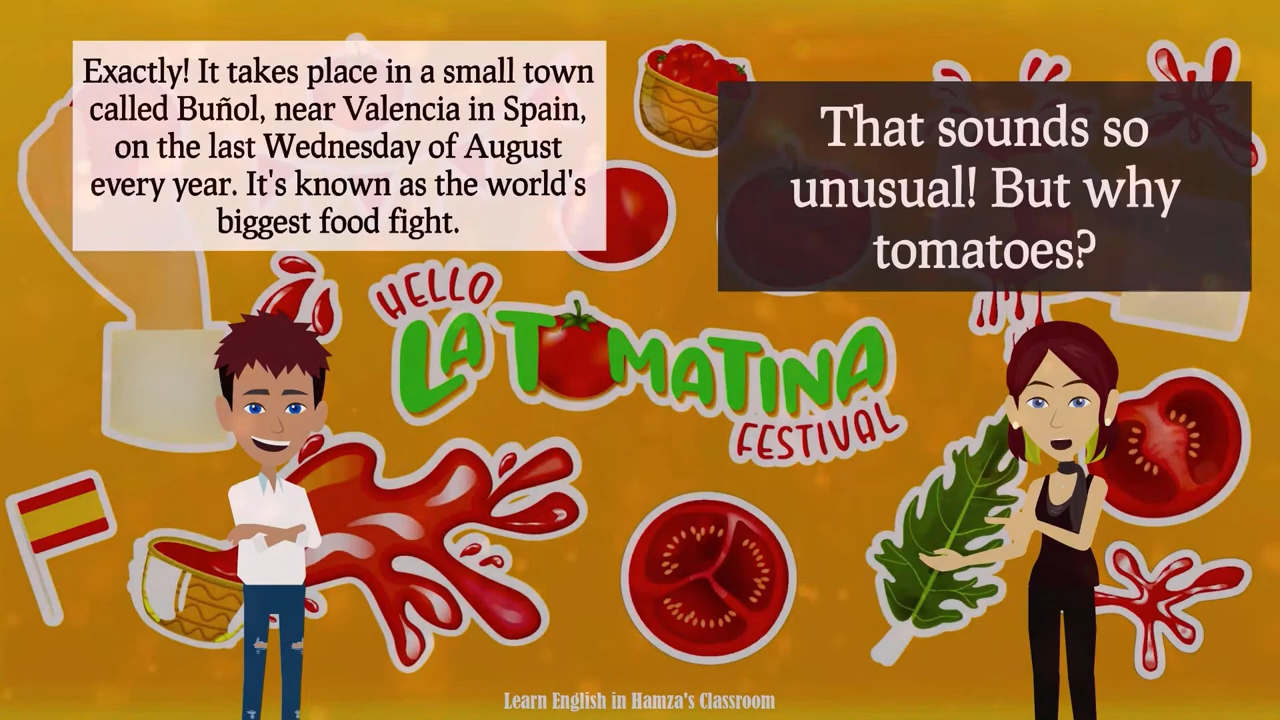 Exactly! It takes place in a small town
called Buñol, near Valencia in Spain,
on the last Wednesday of August
every year. It's known as the world's
biggest food fight.
That sounds so
unusual! But why
tomatoes?
HELLO
LA TOMATINA
FESTIVAL
Learn English in Hamza's Classroom